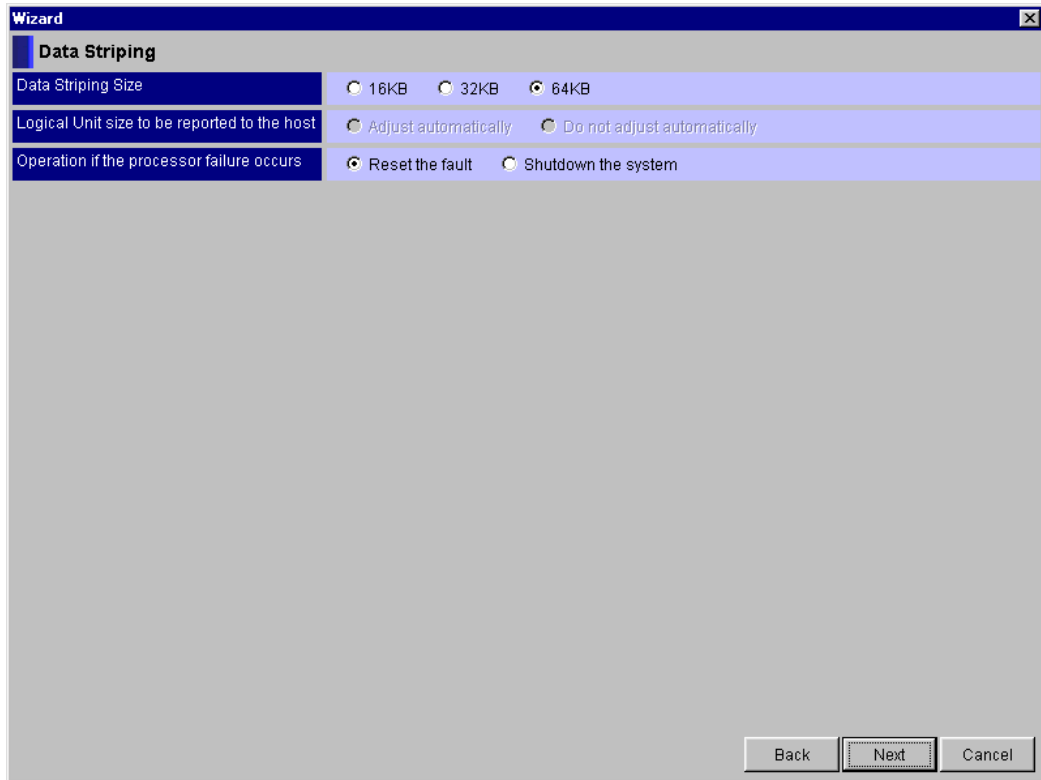 Wizard
Data Striping
Data Striping Size 16KB 32KB 64KB
Logical Unit size to be reported to the host Adjust automatically Do not adjust automatically
Operation if the processor failure occurs Reset the fault Shutdown the system
Back Next Cancel